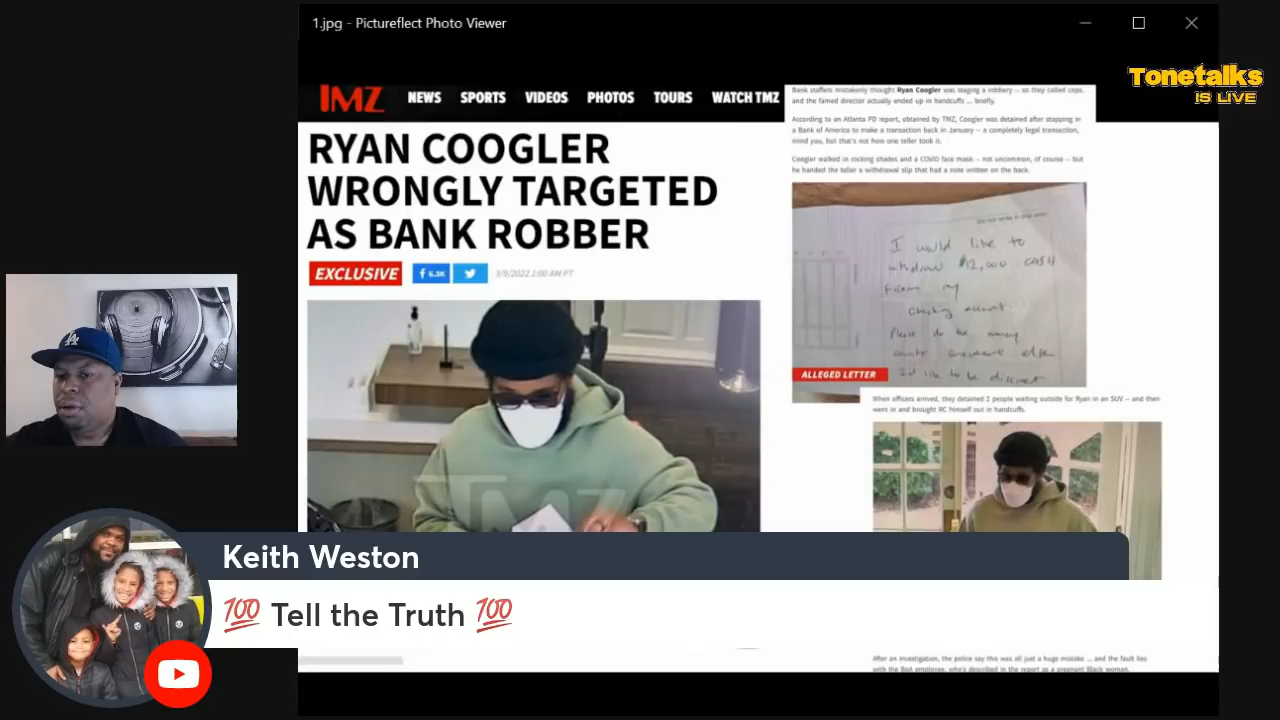 1.jpg - Pictureflect Photo Viewer
Tonetalks
IS LIVE
TMZ NEWS SPORTS VIDEOS PHOTOS TOURS WATCH TMZ
RYAN COOGLER
WRONGLY TARGETED
AS BANK ROBBER
EXCLUSIVE f 6.3K 3/9/2022 1:00 AM PT
TMZ
Bank staffers mistakenly thought Ryan Coogler was staging a robbery -- so they called cops,
and the famed director actually ended up in handcuffs ... briefly.
According to an Atlanta PD report, obtained by TMZ, Coogler was detained after stopping in
a Bank of America to make a transaction back in January -- a completely legal transaction,
mind you, but that's not how one teller took it.
Coogler walked in rocking shades and a COVID face mask -- not uncommon, of course -- but
he handed the teller a withdrawal slip that had a note written on the back.
I would like to
withdraw $12,000 cash
from my
checking account.
Please do the money
count somewhere else
I'd like to be discreet
ALLEGED LETTER
When officers arrived, they detained 2 people waiting outside for Ryan in an SUV -- and then
went in and brought RC himself out in handcuffs.
LA
Keith Weston
💯 Tell the Truth 💯
After an investigation, the police say this was all just a huge mistake ... and the fault lies
with the BoA employee, who's described in the report as a pregnant Black woman.